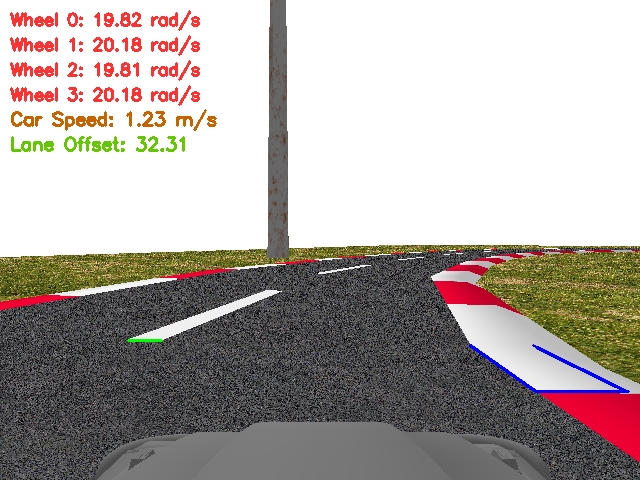 Wheel 0: 19.82 rad/s
Wheel 1: 20.18 rad/s
Wheel 2: 19.81 rad/s
Wheel 3: 20.18 rad/s
Car Speed: 1.23 m/s
Lane Offset: 32.31